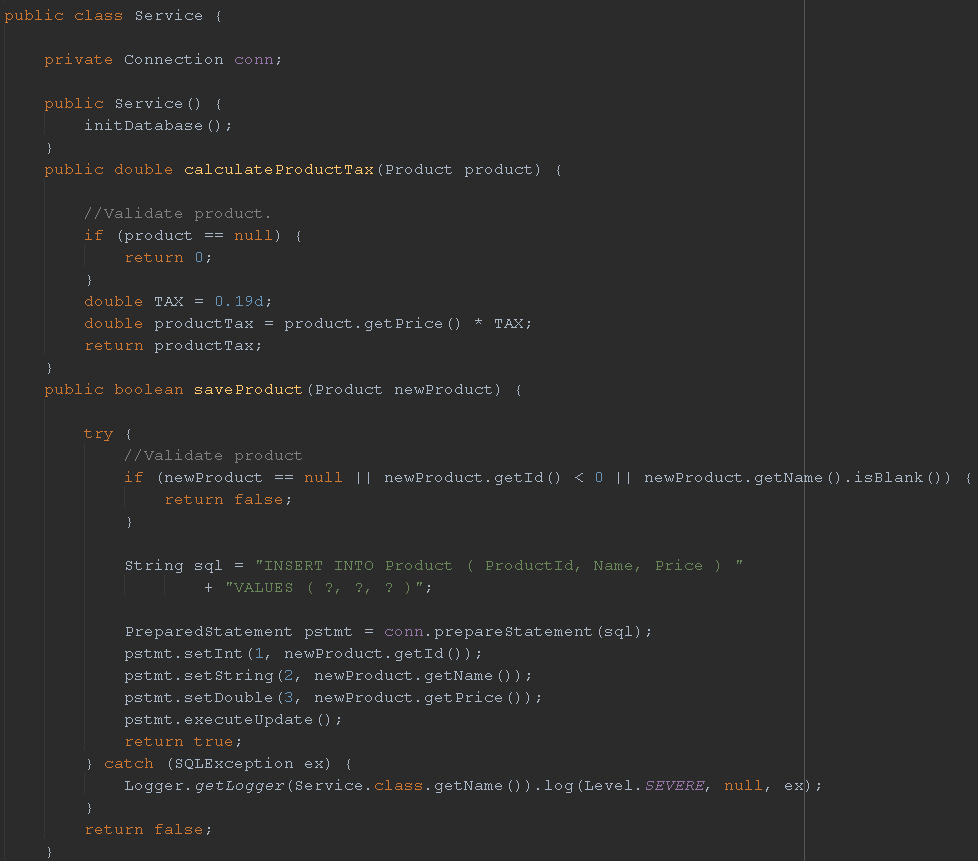 public class Service {
private Connection conn;
public Service() {
initDatabase();
}
public double calculateProductTax(Product product) {
//Validate product.
if (product == null) {
return 0;
}
double TAX = 0.19d;
double productTax = product.getPrice() * TAX;
return productTax;
}
public boolean saveProduct(Product newProduct) {
try {
//Validate product
if (newProduct == null || newProduct.getId() < 0 || newProduct.getName().isBlank()) {
return false;
}
String sql = "INSERT INTO Product ( ProductId, Name, Price ) "
+ "VALUES ( ?, ?, ? )";
PreparedStatement pstmt = conn.prepareStatement(sql);
pstmt.setInt(1, newProduct.getId());
pstmt.setString(2, newProduct.getName());
pstmt.setDouble(3, newProduct.getPrice());
pstmt.executeUpdate();
return true;
} catch (SQLException ex) {
Logger.getLogger(Service.class.getName()).log(Level.SEVERE, null, ex);
}
return false;
}